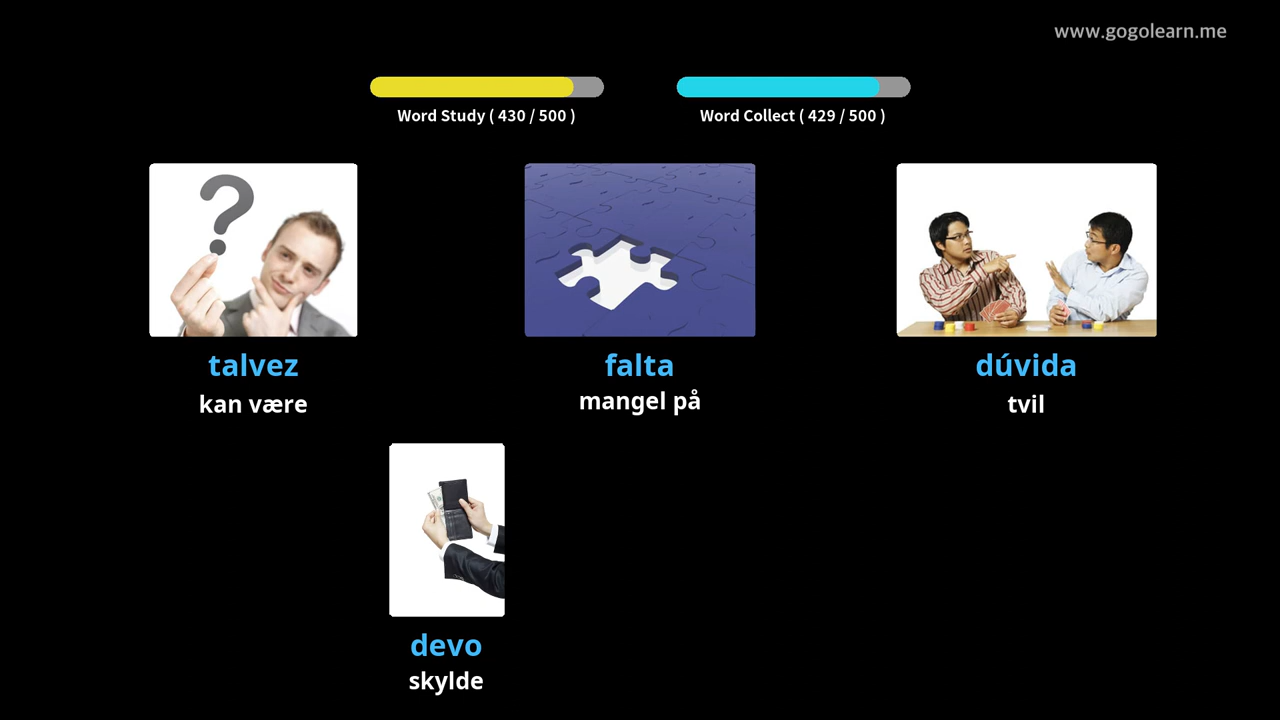 www.gogolearn.me
Word Study ( 430 / 500 )
Word Collect ( 429 / 500 )
?
talvez
kan være
falta
mangel på
dúvida
tvil
devo
skylde